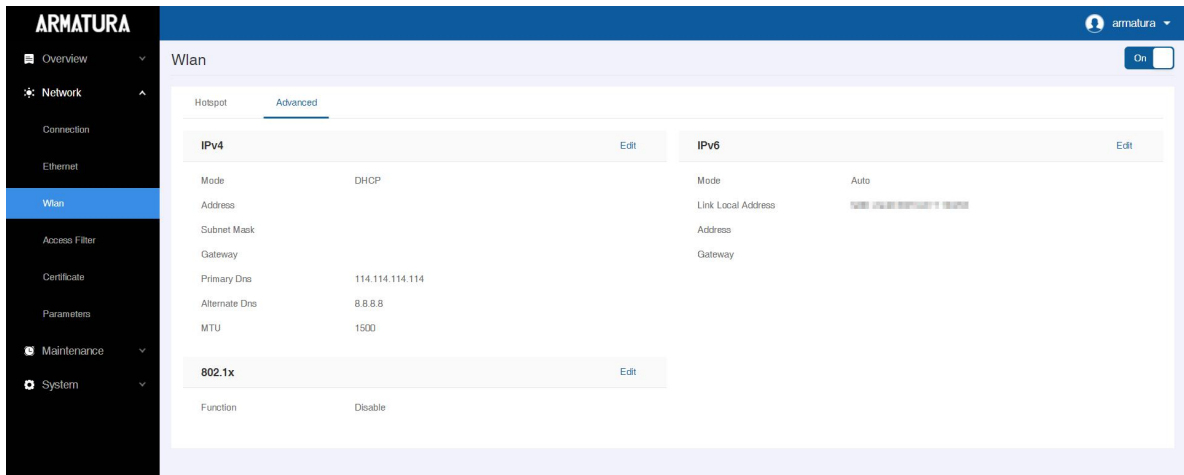 ARMATURA
armatura
Overview
Network
Connection
Ethernet
Wlan
Access Filter
Certificate
Parameters
Maintenance
System
Wlan
On
Hotspot
Advanced
IPv4
Edit
Mode DHCP
Address
Subnet Mask
Gateway
Primary Dns 114.114.114.114
Alternate Dns 8.8.8.8
MTU 1500
IPv6
Edit
Mode Auto
Link Local Address
Address
Gateway
802.1x
Edit
Function Disable